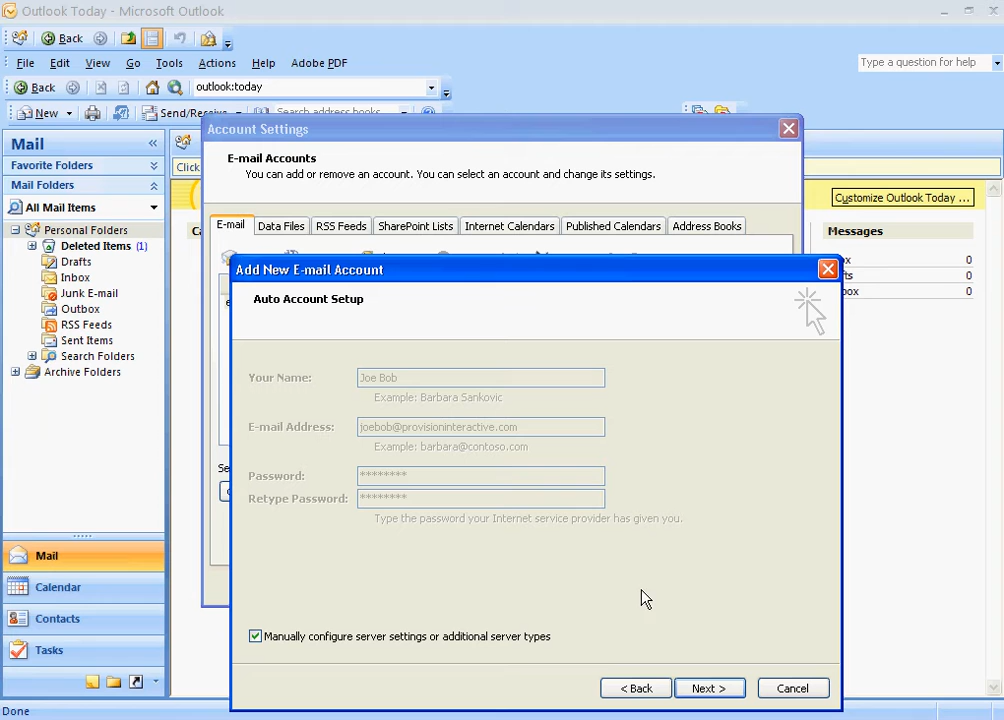 Outlook Today - Microsoft Outlook
Back
File Edit View Go Tools Actions Help Adobe PDF
Type a question for help
Back outlook:today
New Send/Receive Search address books
Mail
Favorite Folders
Mail Folders
All Mail Items
Personal Folders
Deleted Items (1)
Drafts
Inbox
Junk E-mail
Outbox
RSS Feeds
Sent Items
Search Folders
Archive Folders
Mail
Calendar
Contacts
Tasks
Done
Click
Customize Outlook Today ...
Messages
0
0
0
Account Settings
E-mail Accounts
You can add or remove an account. You can select an account and change its settings.
E-mail Data Files RSS Feeds SharePoint Lists Internet Calendars Published Calendars Address Books
Se
Add New E-mail Account
Auto Account Setup
Your Name: Joe Bob
Example: Barbara Sankovic
E-mail Address: joebob@provisioninteractive.com
Example: barbara@contoso.com
Password: ********
Retype Password: ********
Type the password your Internet service provider has given you.
Manually configure server settings or additional server types
< Back Next > Cancel